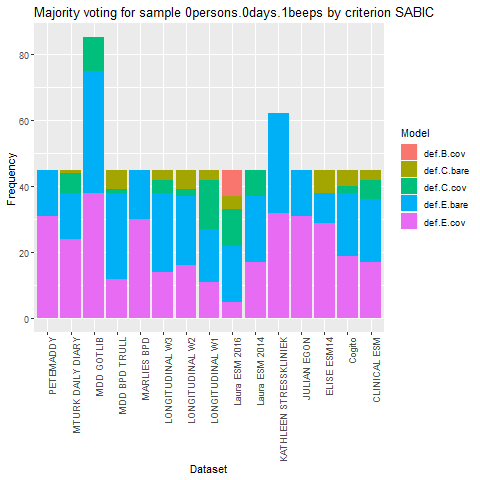 Majority voting for sample 0persons.0days.1beeps by criterion SABIC
Frequency
80
60
40
20
0
PETEMADDY
MTURK DAILY DIARY
MDD GOTLIB
MDD BPD TRULL
MARLIES BPD
LONGITUDINAL W3
LONGITUDINAL W2
LONGITUDINAL W1
Laura ESM 2016
Laura ESM 2014
KATHLEEN STRESSKLINIEK
JULIAN EGON
ELISE ESM14
Cogito
CLINICAL ESM
Dataset
Model
def.B.cov
def.C.bare
def.C.cov
def.E.bare
def.E.cov